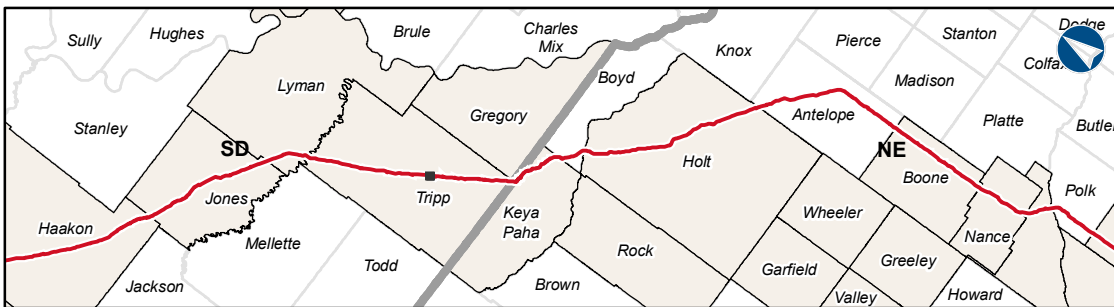 Sully
Hughes
Brule
Charles
Mix
Knox
Pierce
Stanton
Dodge
Colfax
Boyd
Madison
Lyman
Stanley
Gregory
Antelope
Platte
Butler
SD
NE
Holt
Boone
Jones
Tripp
Polk
Haakon
Keya
Paha
Wheeler
Mellette
Rock
Nance
Todd
Garfield
Greeley
Jackson
Brown
Valley
Howard